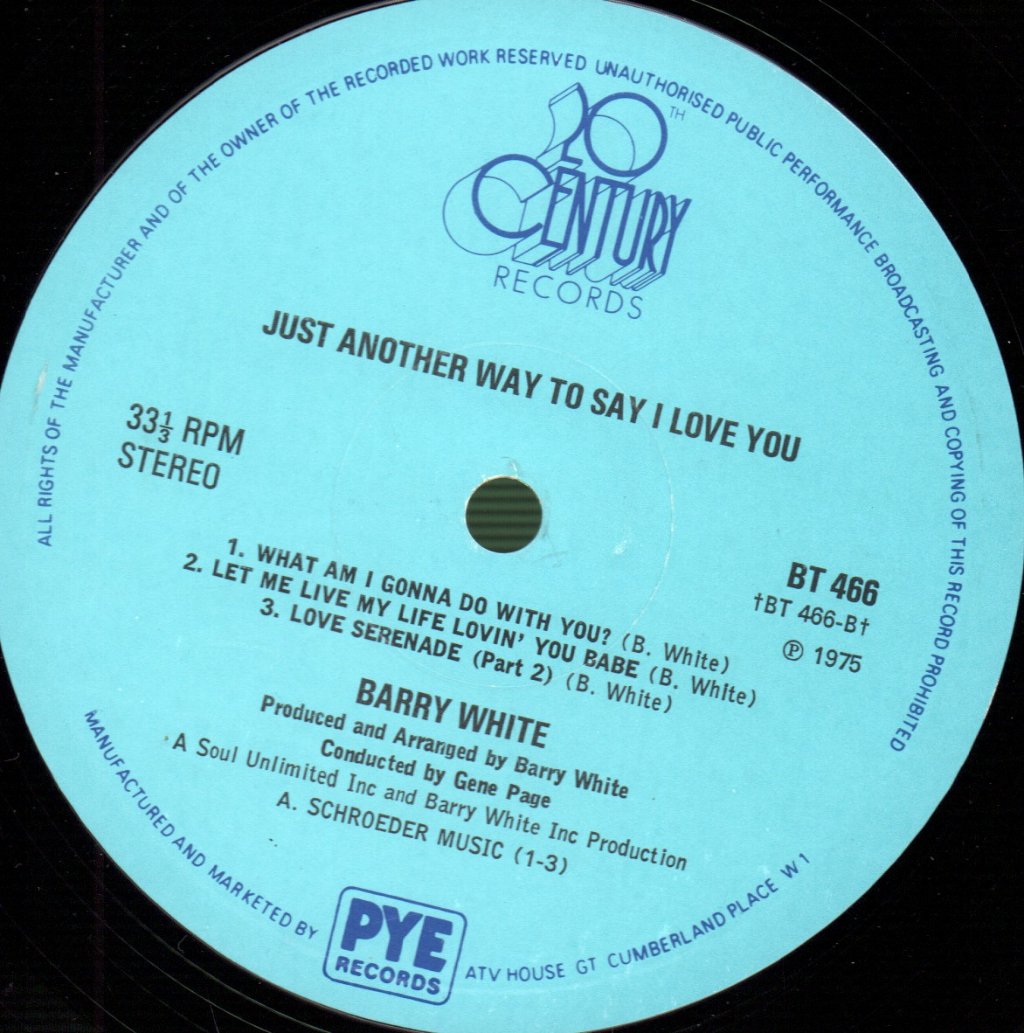 ALL RIGHTS OF THE MANUFACTURER AND OF THE OWNER OF THE RECORDED WORK RESERVED UNAUTHORISED PUBLIC PERFORMANCE BROADCASTING AND COPYING OF THIS RECORD PROHIBITED
20TH
CENTURY
RECORDS
JUST ANOTHER WAY TO SAY I LOVE YOU
33⅓ RPM
STEREO
BT 466
†BT 466-B†
℗ 1975
1. WHAT AM I GONNA DO WITH YOU? (B. White)
2. LET ME LIVE MY LIFE LOVIN' YOU BABE (B. White)
3. LOVE SERENADE (Part 2) (B. White)
BARRY WHITE
Produced and Arranged by Barry White
Conducted by Gene Page
A Soul Unlimited Inc and Barry White Inc Production
A. SCHROEDER MUSIC (1-3)
MANUFACTURED AND MARKETED BY
PYE
RECORDS
ATV HOUSE GT CUMBERLAND PLACE W1